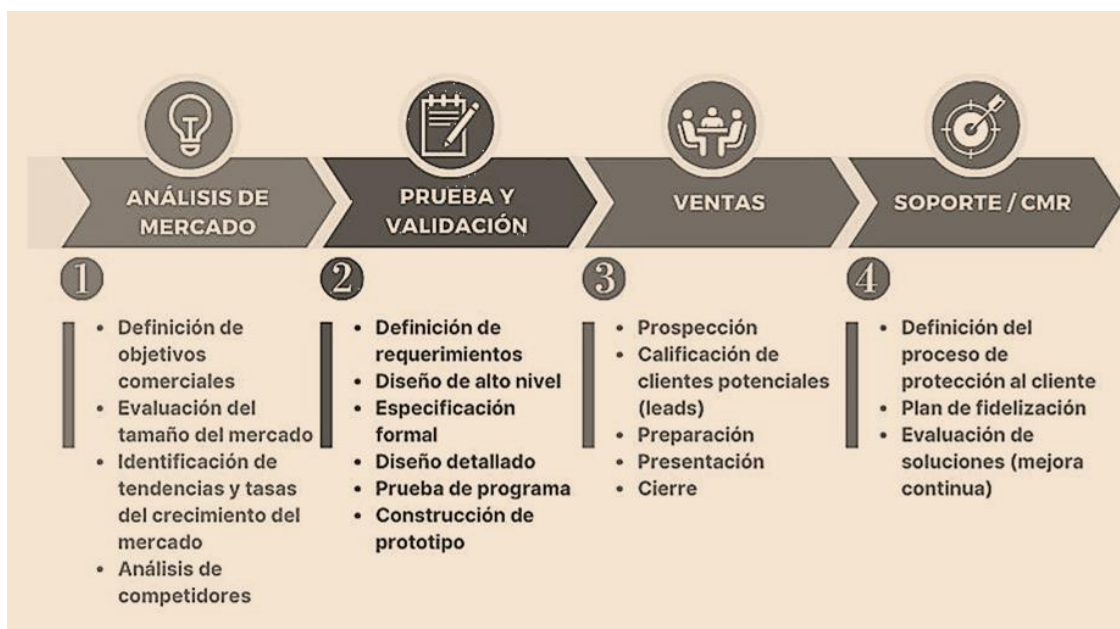 ANÁLISIS DE
MERCADO
PRUEBA Y
VALIDACIÓN
VENTAS
SOPORTE / CMR
1
• Definición de
objetivos
comerciales
• Evaluación del
tamaño del mercado
• Identificación de
tendencias y tasas
del crecimiento del
mercado
• Análisis de
competidores
2
• Definición de
requerimientos
• Diseño de alto nivel
• Especificación
formal
• Diseño detallado
• Prueba de programa
• Construcción de
prototipo
3
• Prospección
• Calificación de
clientes potenciales
(leads)
• Preparación
• Presentación
• Cierre
4
• Definición del
proceso de
protección al cliente
• Plan de fidelización
• Evaluación de
soluciones (mejora
continua)